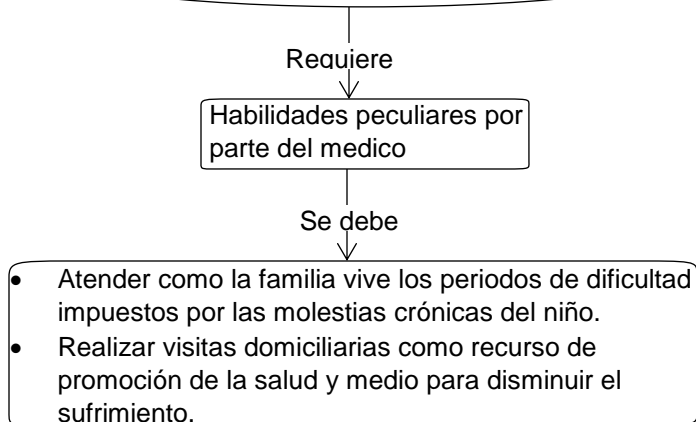 Requiere
Habilidades peculiares por
parte del medico
Se debe
• Atender como la familia vive los periodos de dificultad
impuestos por las molestias crónicas del niño.
• Realizar visitas domiciliarias como recurso de
promoción de la salud y medio para disminuir el
sufrimiento.